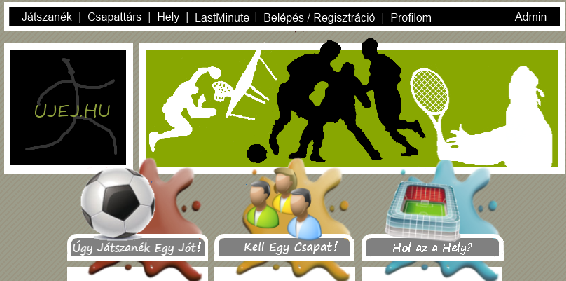 Játszanék | Csapattárs | Hely | LastMinute | Belépés / Regisztráció | Profilom Admin
UJEJ.HU
Úgy Játszanék Egy Jót! Kell Egy Csapat! Hol az a Hely?